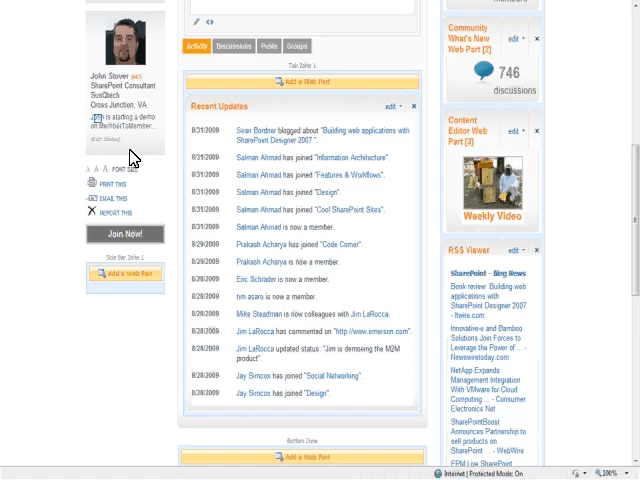 John Stover (MAS)
SharePoint Consultant
SusQtech
Cross Junction, VA
John is starting a demo
on MemberToMember...
[Edit Status]
A A A FONT SIZE
PRINT THIS
EMAIL THIS
REPORT THIS
Join Now!
Side Bar Zone 1
Add a Web Part
Activity Discussions Posts Groups
Tab Zone 1
Add a Web Part
Recent Updates edit
8/31/2009 Sean Bordner blogged about "Building web applications with
SharePoint Designer 2007 ".
8/31/2009 Salman Ahmad has joined "Information Architecture".
8/31/2009 Salman Ahmad has joined "Features & Workflows".
8/31/2009 Salman Ahmad has joined "Design".
8/31/2009 Salman Ahmad has joined "Cool SharePoint Sites".
8/31/2009 Salman Ahmad is now a member.
8/29/2009 Prakash Acharya has joined "Code Corner".
8/29/2009 Prakash Acharya is now a member.
8/28/2009 Eric Schrader is now a member.
8/28/2009 tim asaro is now a member.
8/28/2009 Mike Steadman is now colleagues with Jim LaRocca.
8/28/2009 Jim LaRocca has commented on "http://www.emerson.com".
8/28/2009 Jim LaRocca updated status: "Jim is demoeing the M2M
product".
8/28/2009 Jay Simcox has joined "Social Networking".
8/28/2009 Jay Simcox has joined "Design".
Bottom Zone
Add a Web Part
Community
What's New
Web Part [2] edit
746
discussions
Content
Editor Web
Part [3] edit
Weekly Video
RSS Viewer edit
SharePoint - Bing News
Book review: Building web
applications with
SharePoint Designer 2007
- Itwire.com
Innovative-e and Bamboo
Solutions Join Forces to
Leverage the Power of ... -
Newswiretoday.com
NetApp Expands
Management Integration
With VMware for Cloud
Computing ... - Consumer
Electronics Net
SharePointBoost
Announces Partnership to
sell products on
SharePoint ... - WebWire
EPM Live SharePoint
Internet | Protected Mode: On
100%